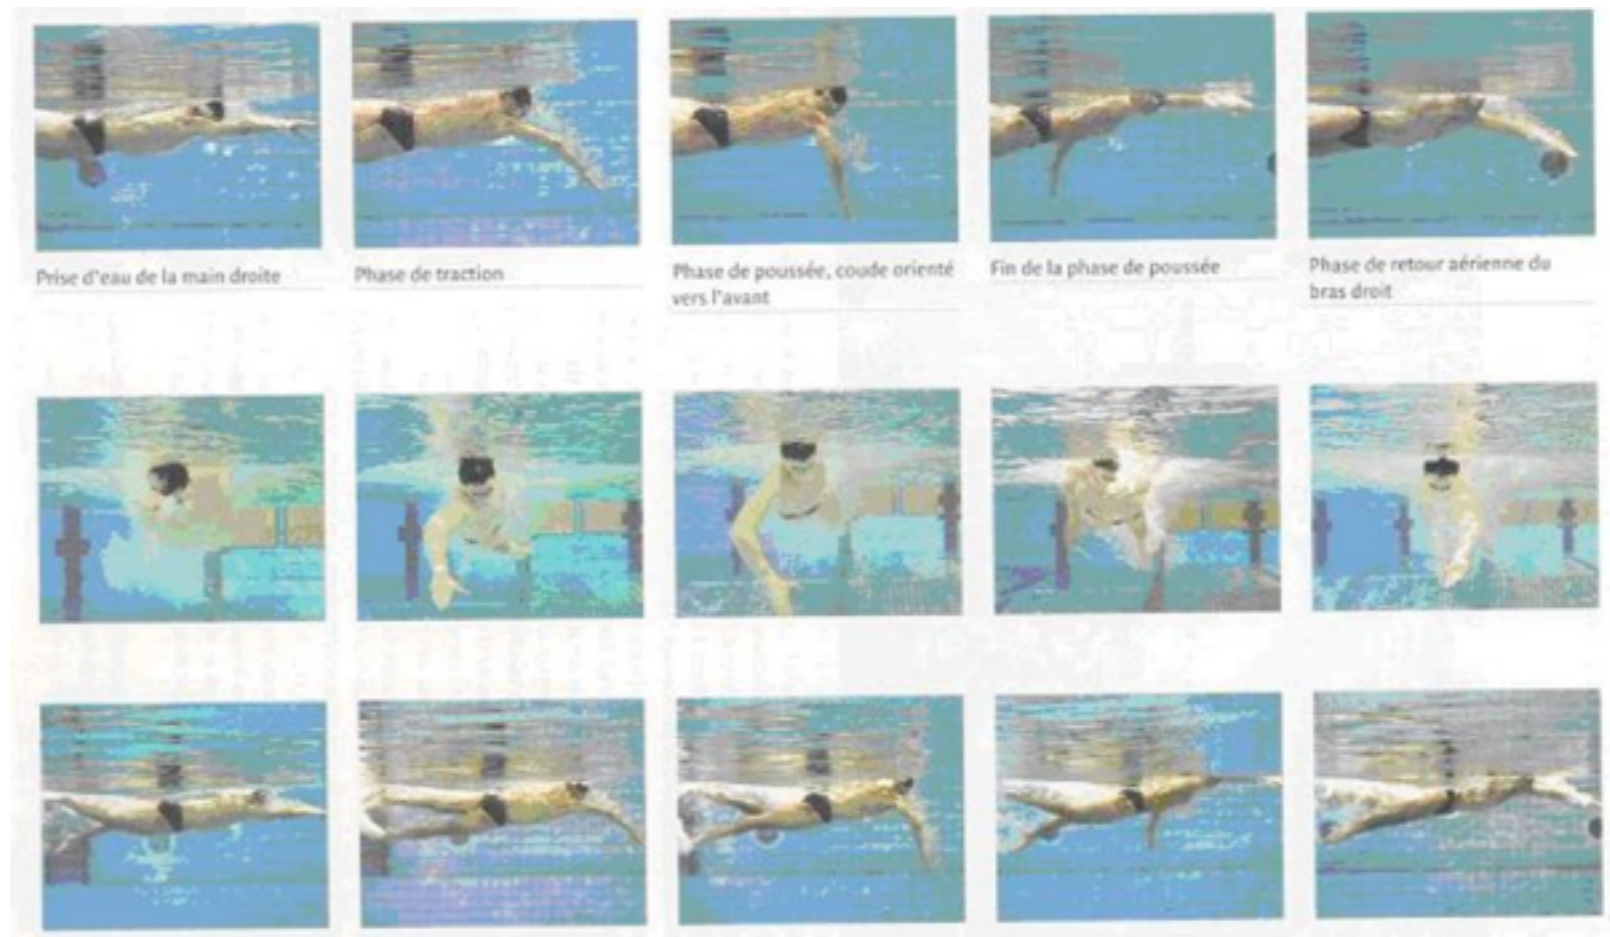 Prise d'eau de la main droite
Phase de traction
Phase de poussée, coude orienté
vers l'avant
Fin de la phase de poussée
Phase de retour aérienne du
bras droit